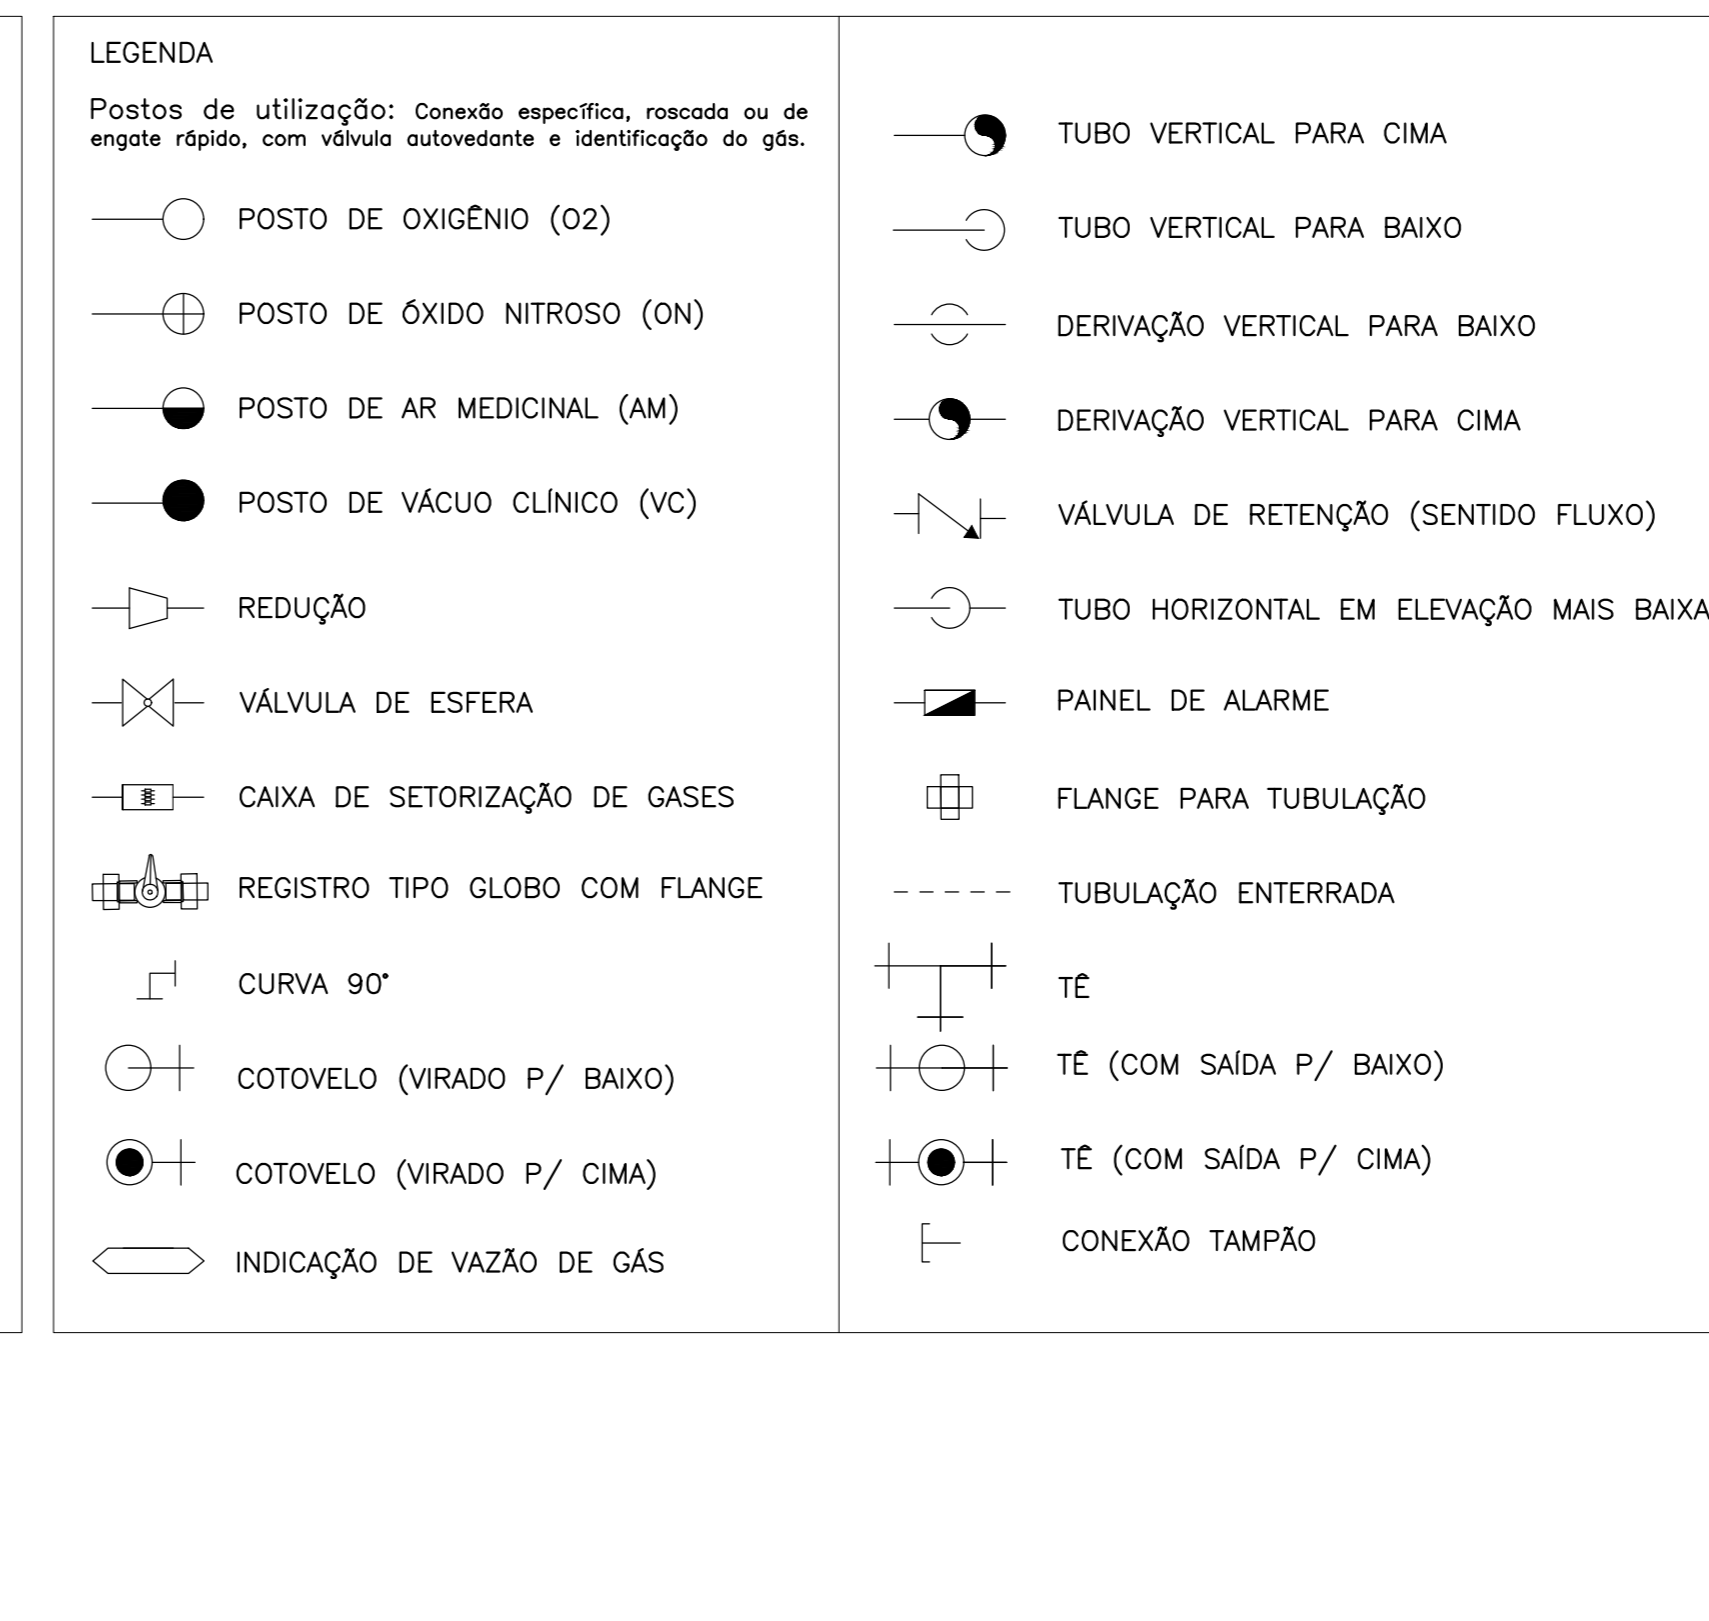 LEGENDA
Postos de utilização: Conexão específica, roscada ou de
engate rápido, com válvula autovedante e identificação do gás.
POSTO DE OXIGÊNIO (O2)
POSTO DE ÓXIDO NITROSO (ON)
POSTO DE AR MEDICINAL (AM)
POSTO DE VÁCUO CLÍNICO (VC)
REDUÇÃO
VÁLVULA DE ESFERA
CAIXA DE SETORIZAÇÃO DE GASES
REGISTRO TIPO GLOBO COM FLANGE
CURVA 90°
COTOVELO (VIRADO P/ BAIXO)
COTOVELO (VIRADO P/ CIMA)
INDICAÇÃO DE VAZÃO DE GÁS
TUBO VERTICAL PARA CIMA
TUBO VERTICAL PARA BAIXO
DERIVAÇÃO VERTICAL PARA BAIXO
DERIVAÇÃO VERTICAL PARA CIMA
VÁLVULA DE RETENÇÃO (SENTIDO FLUXO)
TUBO HORIZONTAL EM ELEVAÇÃO MAIS BAIXA
PAINEL DE ALARME
FLANGE PARA TUBULAÇÃO
TUBULAÇÃO ENTERRADA
TÊ
TÊ (COM SAÍDA P/ BAIXO)
TÊ (COM SAÍDA P/ CIMA)
CONEXÃO TAMPÃO